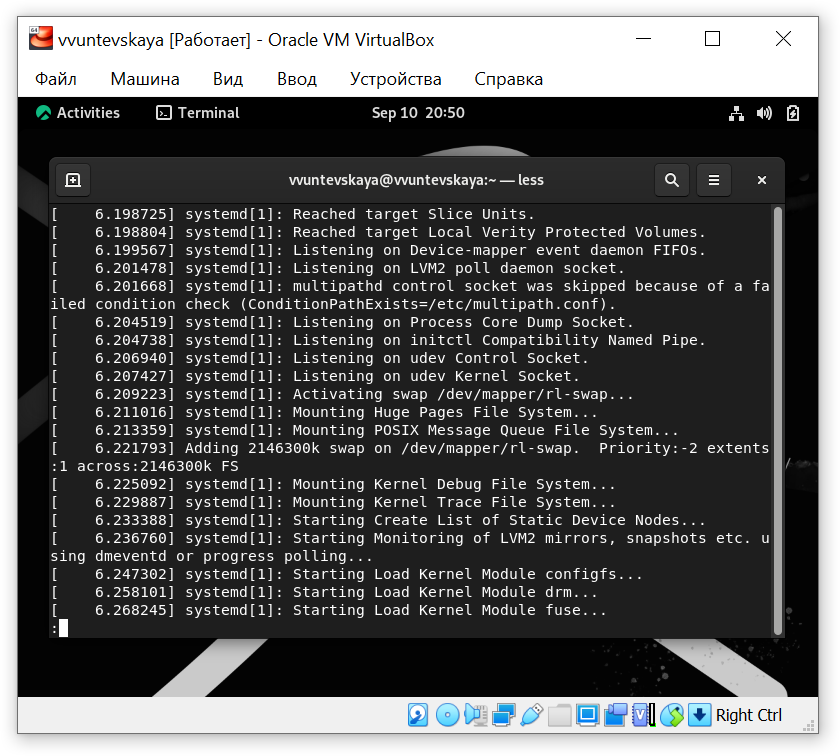 vvuntevskaya [Работает] - Oracle VM VirtualBox
Файл Машина Вид Ввод Устройства Справка
Activities Terminal Sep 10 20:50
vvuntevskaya@vvuntevskaya:~ — less
[    6.198725] systemd[1]: Reached target Slice Units.
[    6.198804] systemd[1]: Reached target Local Verity Protected Volumes.
[    6.199567] systemd[1]: Listening on Device-mapper event daemon FIFOs.
[    6.201478] systemd[1]: Listening on LVM2 poll daemon socket.
[    6.201668] systemd[1]: multipathd control socket was skipped because of a fa
iled condition check (ConditionPathExists=/etc/multipath.conf).
[    6.204519] systemd[1]: Listening on Process Core Dump Socket.
[    6.204738] systemd[1]: Listening on initctl Compatibility Named Pipe.
[    6.206940] systemd[1]: Listening on udev Control Socket.
[    6.207427] systemd[1]: Listening on udev Kernel Socket.
[    6.209223] systemd[1]: Activating swap /dev/mapper/rl-swap...
[    6.211016] systemd[1]: Mounting Huge Pages File System...
[    6.213359] systemd[1]: Mounting POSIX Message Queue File System...
[    6.221793] Adding 2146300k swap on /dev/mapper/rl-swap.  Priority:-2 extents
:1 across:2146300k FS
[    6.225092] systemd[1]: Mounting Kernel Debug File System...
[    6.229887] systemd[1]: Mounting Kernel Trace File System...
[    6.233388] systemd[1]: Starting Create List of Static Device Nodes...
[    6.236760] systemd[1]: Starting Monitoring of LVM2 mirrors, snapshots etc. u
sing dmeventd or progress polling...
[    6.247302] systemd[1]: Starting Load Kernel Module configfs...
[    6.258101] systemd[1]: Starting Load Kernel Module drm...
[    6.268245] systemd[1]: Starting Load Kernel Module fuse...
:
Right Ctrl